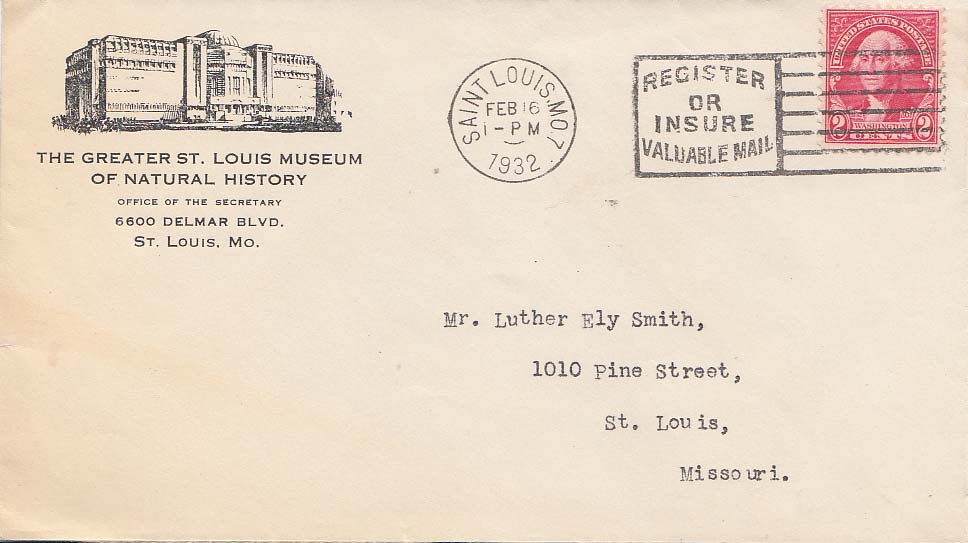 THE GREATER ST. LOUIS MUSEUM
OF NATURAL HISTORY
OFFICE OF THE SECRETARY
6600 DELMAR BLVD.
ST. LOUIS, MO.
SAINT LOUIS, MO. 7
FEB 16
1-PM
1932
REGISTER
OR
INSURE
VALUABLE MAIL
UNITED STATES POSTAGE
2 WASHINGTON 2
Mr. Luther Ely Smith,
1010 Pine Street,
St. Louis,
Missouri.